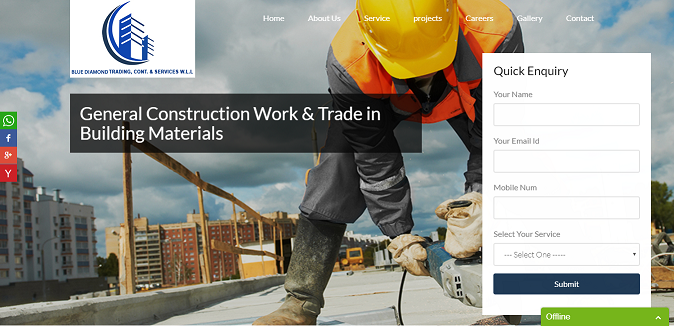 Home About Us Service projects Careers Gallery Contact
BLUE DIAMOND TRADING, CONT. & SERVICES W.L.L
General Construction Work & Trade in
Building Materials
Quick Enquiry
Your Name
Your Email Id
Mobile Num
Select Your Service
--- Select One -----
Submit
Offline